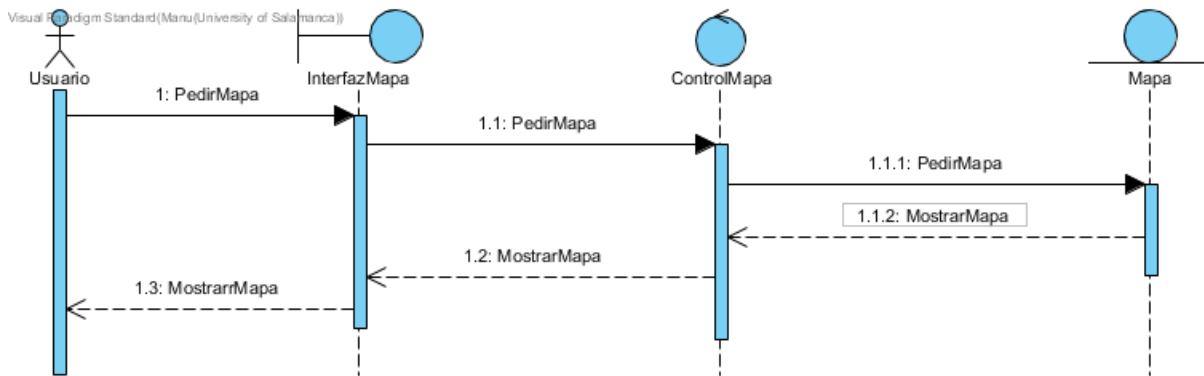 Visual Paradigm Standard(Manu(University of Salamanca))
Usuario
InterfazMapa
ControlMapa
Mapa
1: PedirMapa
1.1: PedirMapa
1.1.1: PedirMapa
1.1.2: MostrarMapa
1.2: MostrarMapa
1.3: MostrarrMapa